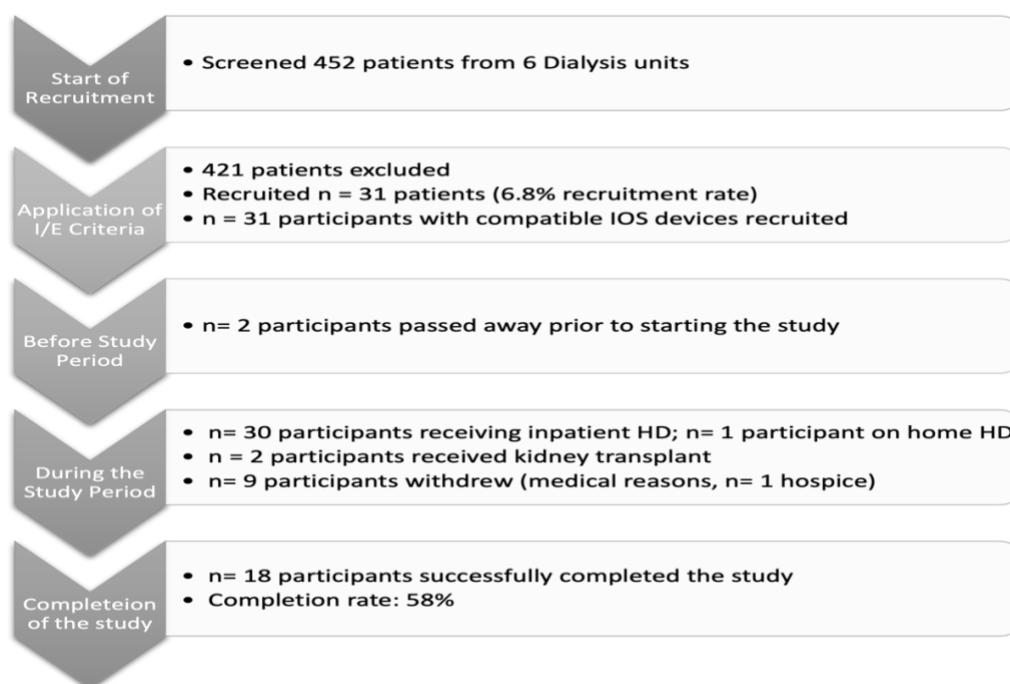 Start of
Recruitment
• Screened 452 patients from 6 Dialysis units
Application of
I/E Criteria
• 421 patients excluded
• Recruited n = 31 patients (6.8% recruitment rate)
• n = 31 participants with compatible IOS devices recruited
Before Study
Period
• n= 2 participants passed away prior to starting the study
During the
Study Period
• n= 30 participants receiving inpatient HD; n= 1 participant on home HD
• n = 2 participants received kidney transplant
• n= 9 participants withdrew (medical reasons, n= 1 hospice)
Completeion
of the study
• n= 18 participants successfully completed the study
• Completion rate: 58%